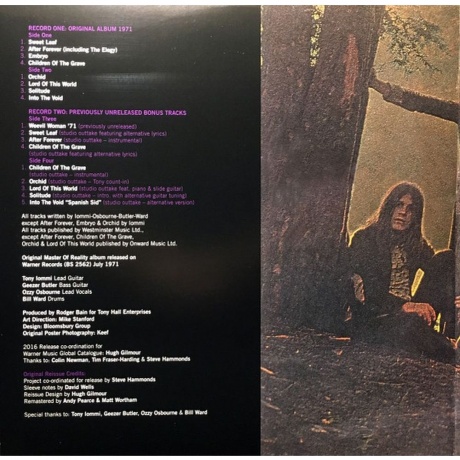 RECORD ONE: ORIGINAL ALBUM 1971
Side One
1. Sweet Leaf
2. After Forever (including The Elegy)
3. Embryo
4. Children Of The Grave
Side Two
1. Orchid
2. Lord Of This World
3. Solitude
4. Into The Void
RECORD TWO: PREVIOUSLY UNRELEASED BONUS TRACKS
Side Three
1. Weevil Woman '71 (previously unreleased)
2. Sweet Leaf (studio outtake featuring alternative lyrics)
3. After Forever (studio outtake – instrumental)
4. Children Of The Grave
(studio outtake featuring alternative lyrics)
Side Four
1. Children Of The Grave
(studio outtake – instrumental)
2. Orchid (studio outtake – Tony count-in)
3. Lord Of This World (studio outtake feat. piano & slide guitar)
4. Solitude (studio outtake – intro. with alternative guitar tuning)
5. Into The Void "Spanish Sid" (studio outtake – alternative version)
All tracks written by Iommi-Osbourne-Butler-Ward
except After Forever, Embryo & Orchid by Iommi
All tracks published by Westminster Music Ltd.,
except After Forever, Children Of The Grave,
Orchid & Lord Of This World published by Onward Music Ltd.
Original Master Of Reality album released on
Warner Records (BS 2562) July 1971
Tony Iommi Lead Guitar
Geezer Butler Bass Guitar
Ozzy Osbourne Lead Vocals
Bill Ward Drums
Produced by Rodger Bain for Tony Hall Enterprises
Art Direction: Mike Stanford
Design: Bloomsbury Group
Original Poster Photography: Keef
2016 Release co-ordination for
Warner Music Global Catalogue: Hugh Gilmour
Thanks to: Colin Newman, Tim Fraser-Harding & Steve Hammonds
Original Reissue Credits:
Project co-ordinated for release by Steve Hammonds
Sleeve notes by David Wells
Reissue Design by Hugh Gilmour
Remastered by Andy Pearce & Matt Wortham
Special thanks to: Tony Iommi, Geezer Butler, Ozzy Osbourne & Bill Ward